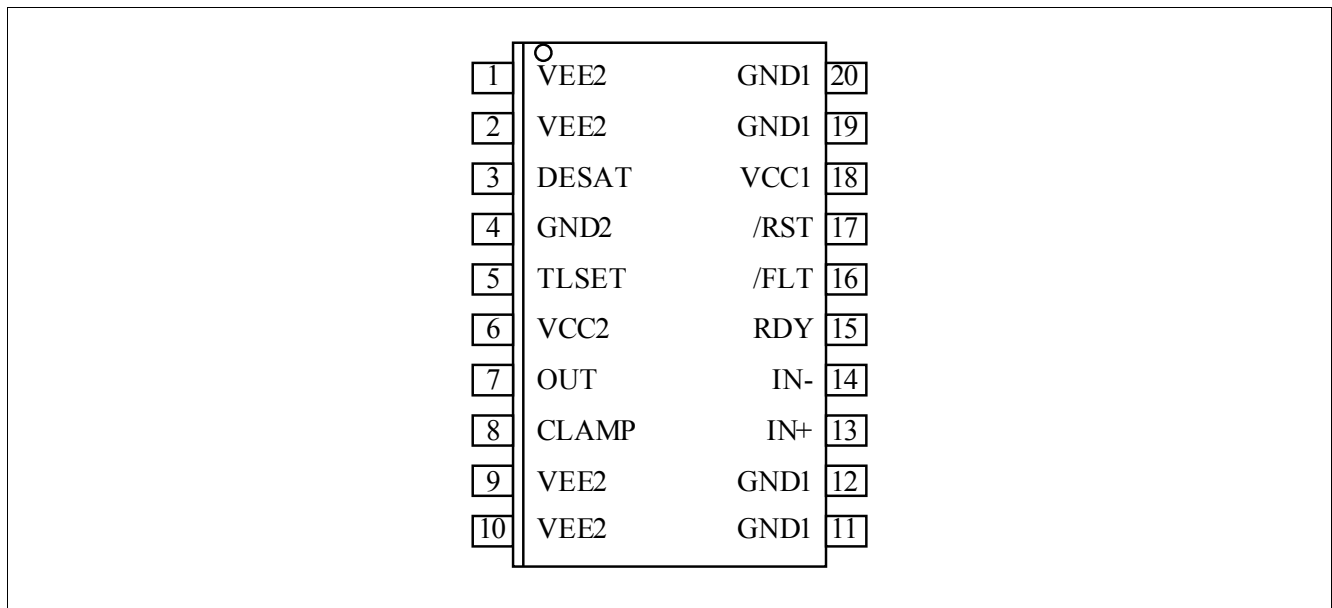 1 VEE2 GND1 20
2 VEE2 GND1 19
3 DESAT VCC1 18
4 GND2 /RST 17
5 TLSET /FLT 16
6 VCC2 RDY 15
7 OUT IN- 14
8 CLAMP IN+ 13
9 VEE2 GND1 12
10 VEE2 GND1 11